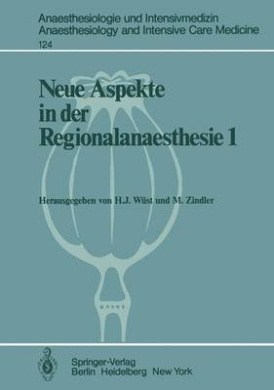 Anaesthesiologie und Intensivmedizin
Anaesthesiology and Intensive Care Medicine
124
Neue Aspekte
in der
Regionalanaesthesie 1
Herausgegeben von H.J. Wüst und M. Zindler
Springer-Verlag
Berlin Heidelberg New York